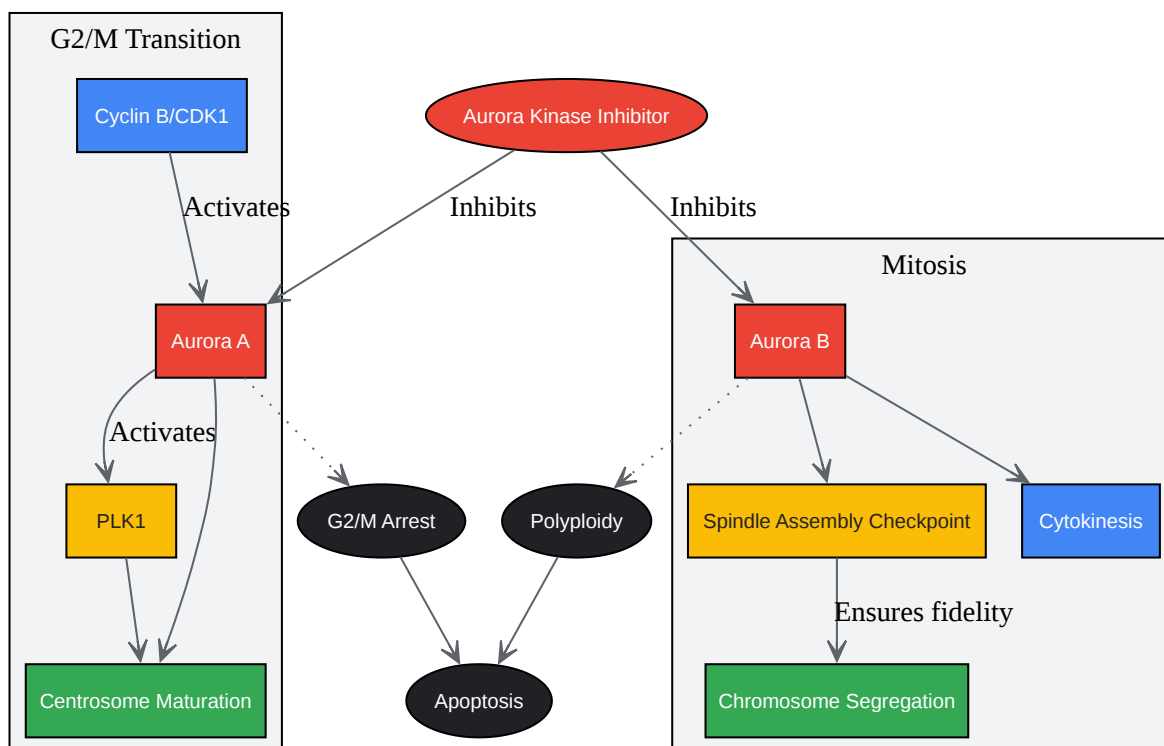 G2/M Transition
Cyclin B/CDK1
Aurora Kinase Inhibitor
Activates
Inhibits
Inhibits
Mitosis
Aurora A
Aurora B
Activates
PLK1
G2/M Arrest
Polyploidy
Spindle Assembly Checkpoint
Cytokinesis
Ensures fidelity
Centrosome Maturation
Apoptosis
Chromosome Segregation